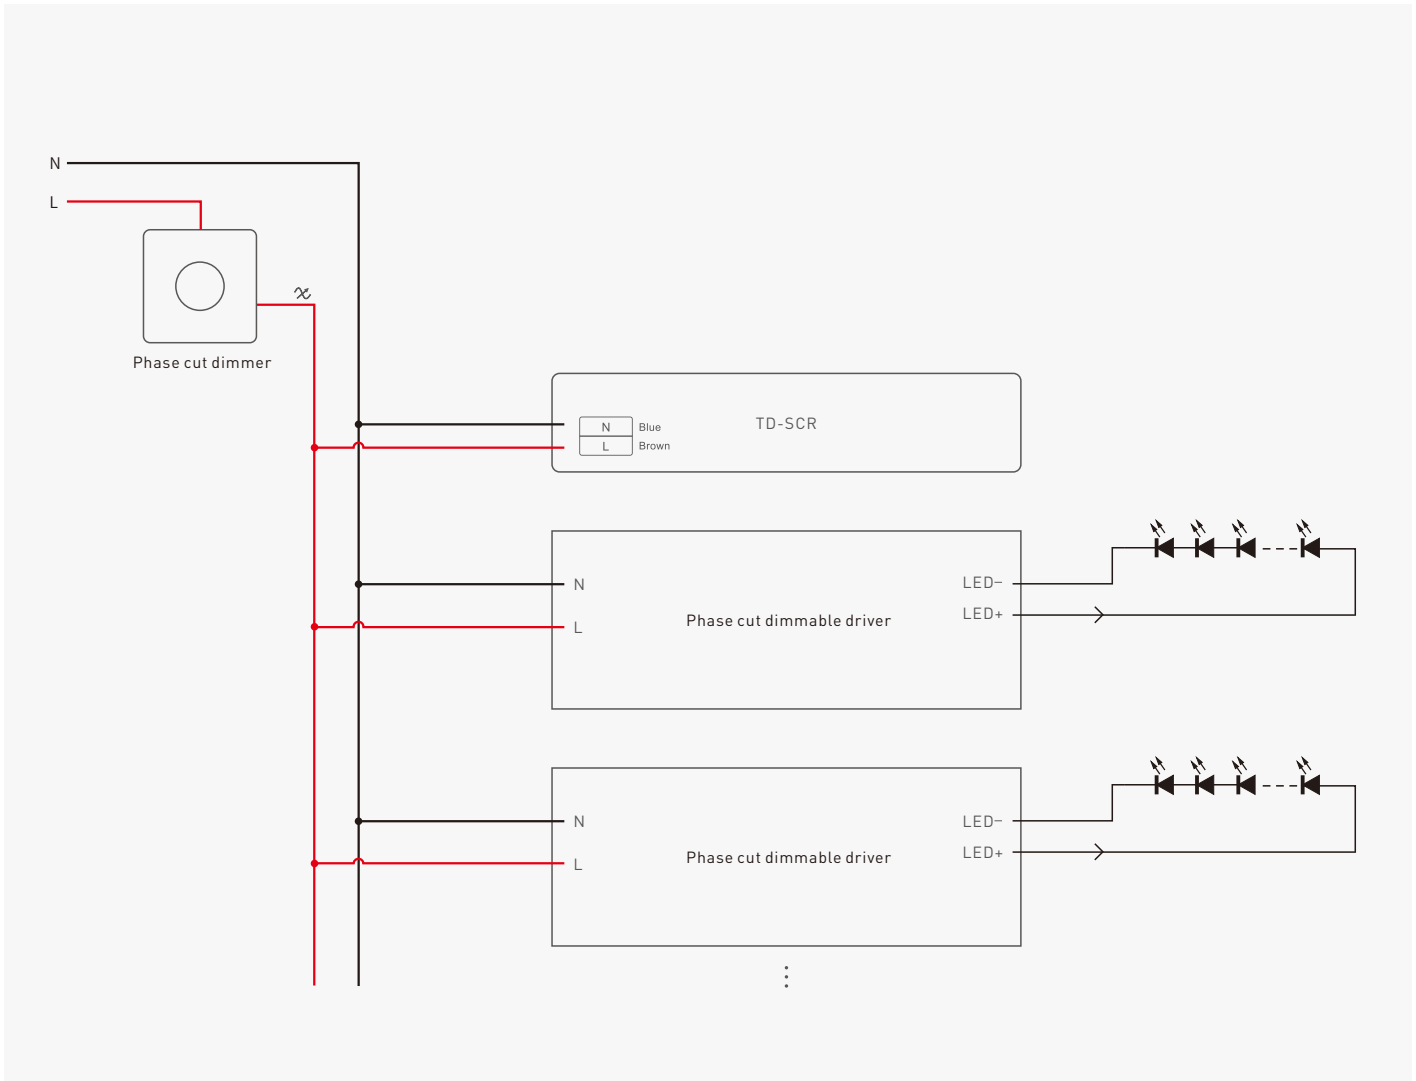 N
L
Phase cut dimmer
N
Blue
L
Brown
TD-SCR
N
L
Phase cut dimmable driver
LED−
LED+
N
L
Phase cut dimmable driver
LED−
LED+